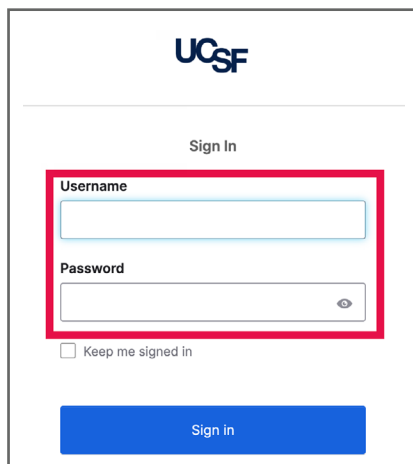 UCSF
Sign In
Username
Password
Keep me signed in
Sign in